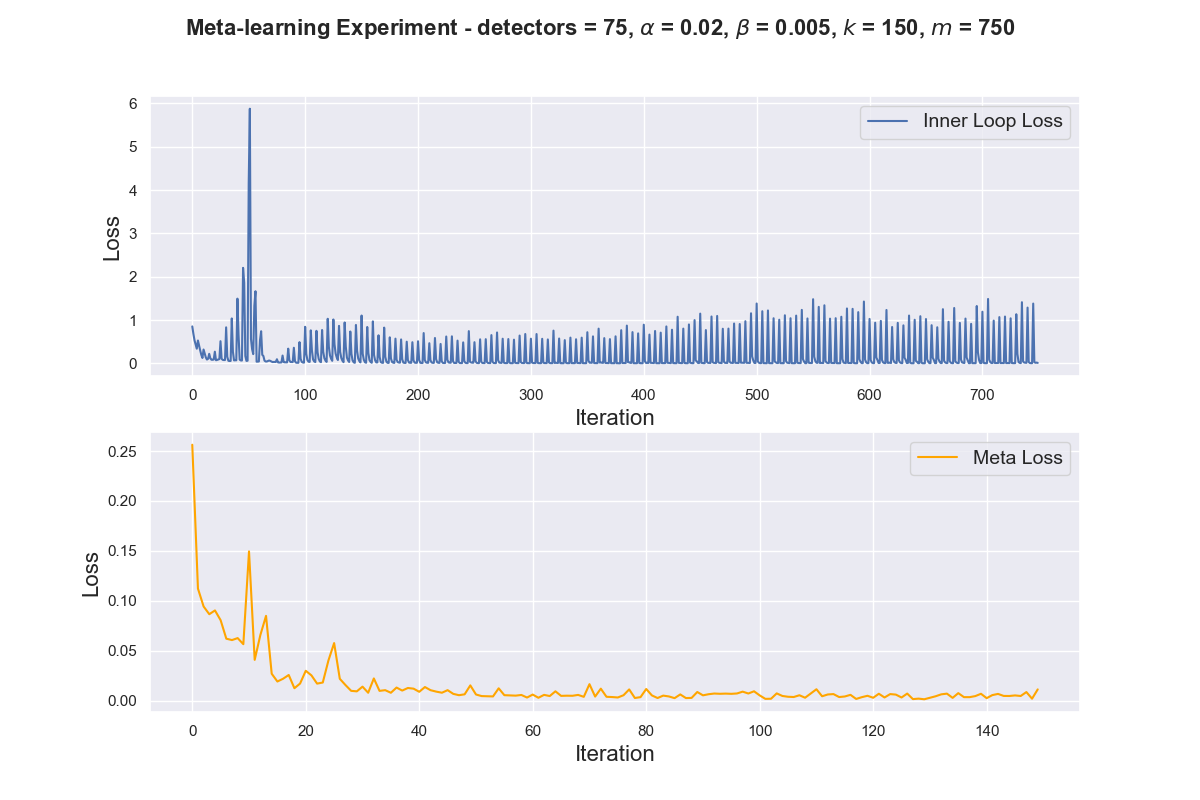 Meta-learning Experiment - detectors = 75, α = 0.02, β = 0.005, k = 150, m = 750
Inner Loop Loss
Loss
6
5
4
3
2
1
0
0 100 200 300 400 500 600 700
Iteration
Meta Loss
Loss
0.25
0.20
0.15
0.10
0.05
0.00
0 20 40 60 80 100 120 140
Iteration